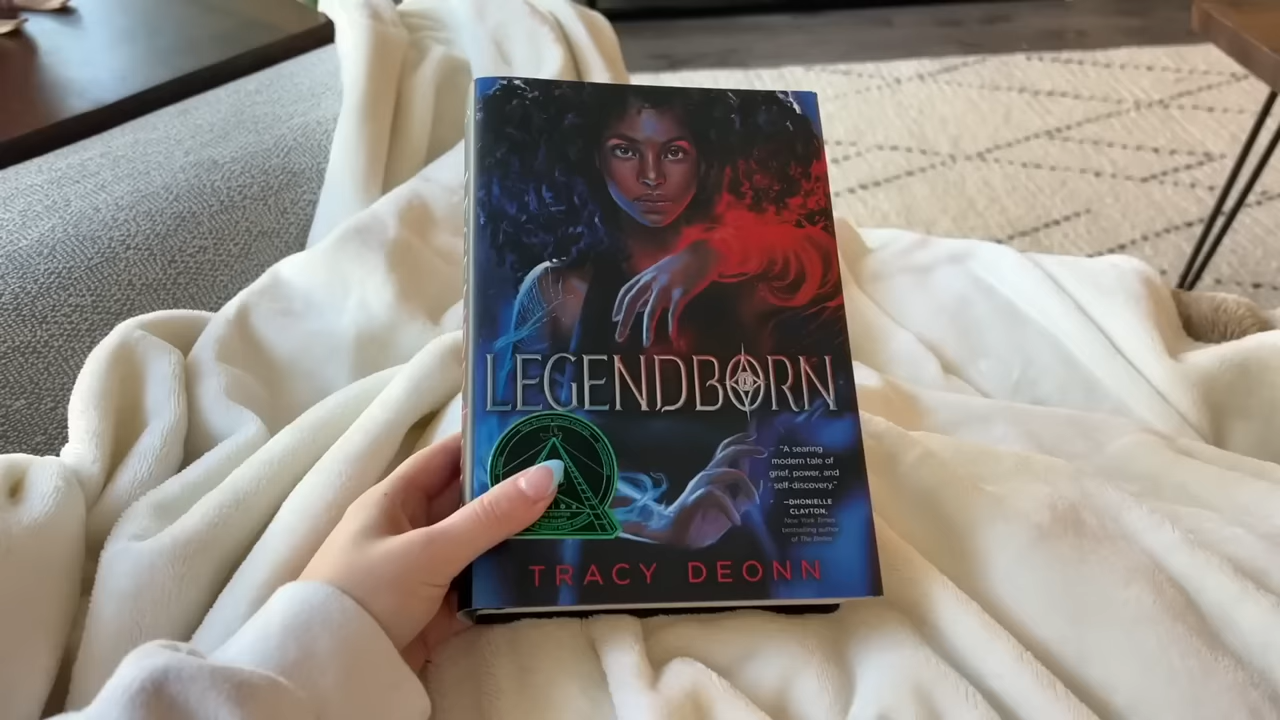 LEGENDBORN
"A searing
modern tale of
grief, power, and
self-discovery."
—DHONIELLE
CLAYTON,
New York Times
bestselling author
of The Belles
TRACY DEONN